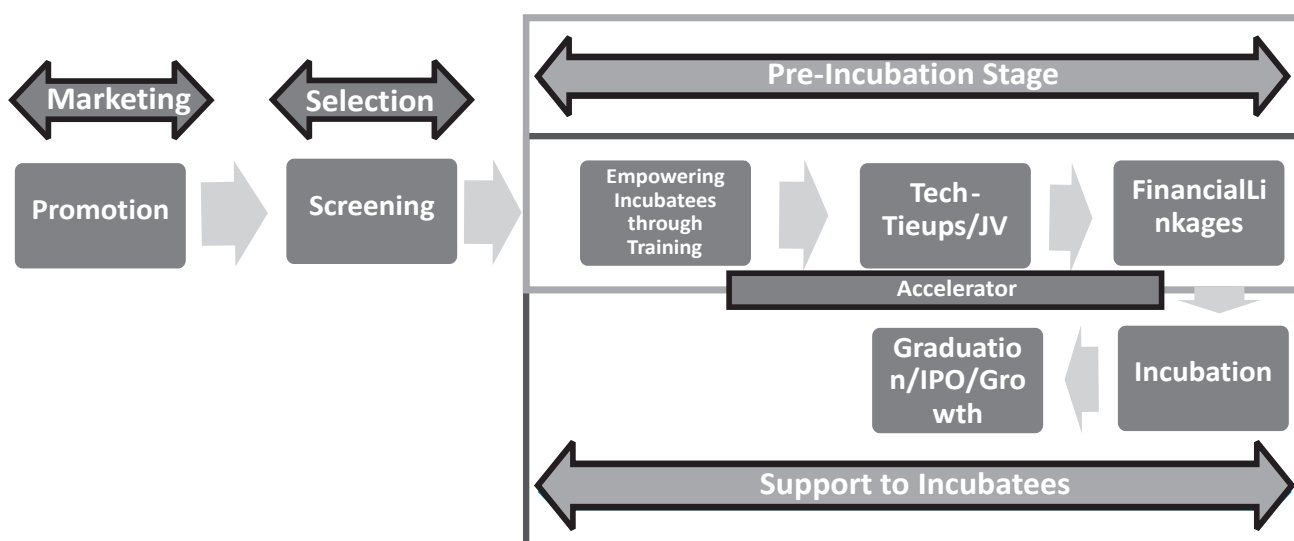 Pre-Incubation Stage
Marketing
Selection
Promotion
Screening
Empowering
Incubatees
through
Training
Tech-
Tieups/JV
FinancialLi
nkages
Accelerator
Graduatio
n/IPO/Gro
wth
Incubation
Support to Incubatees